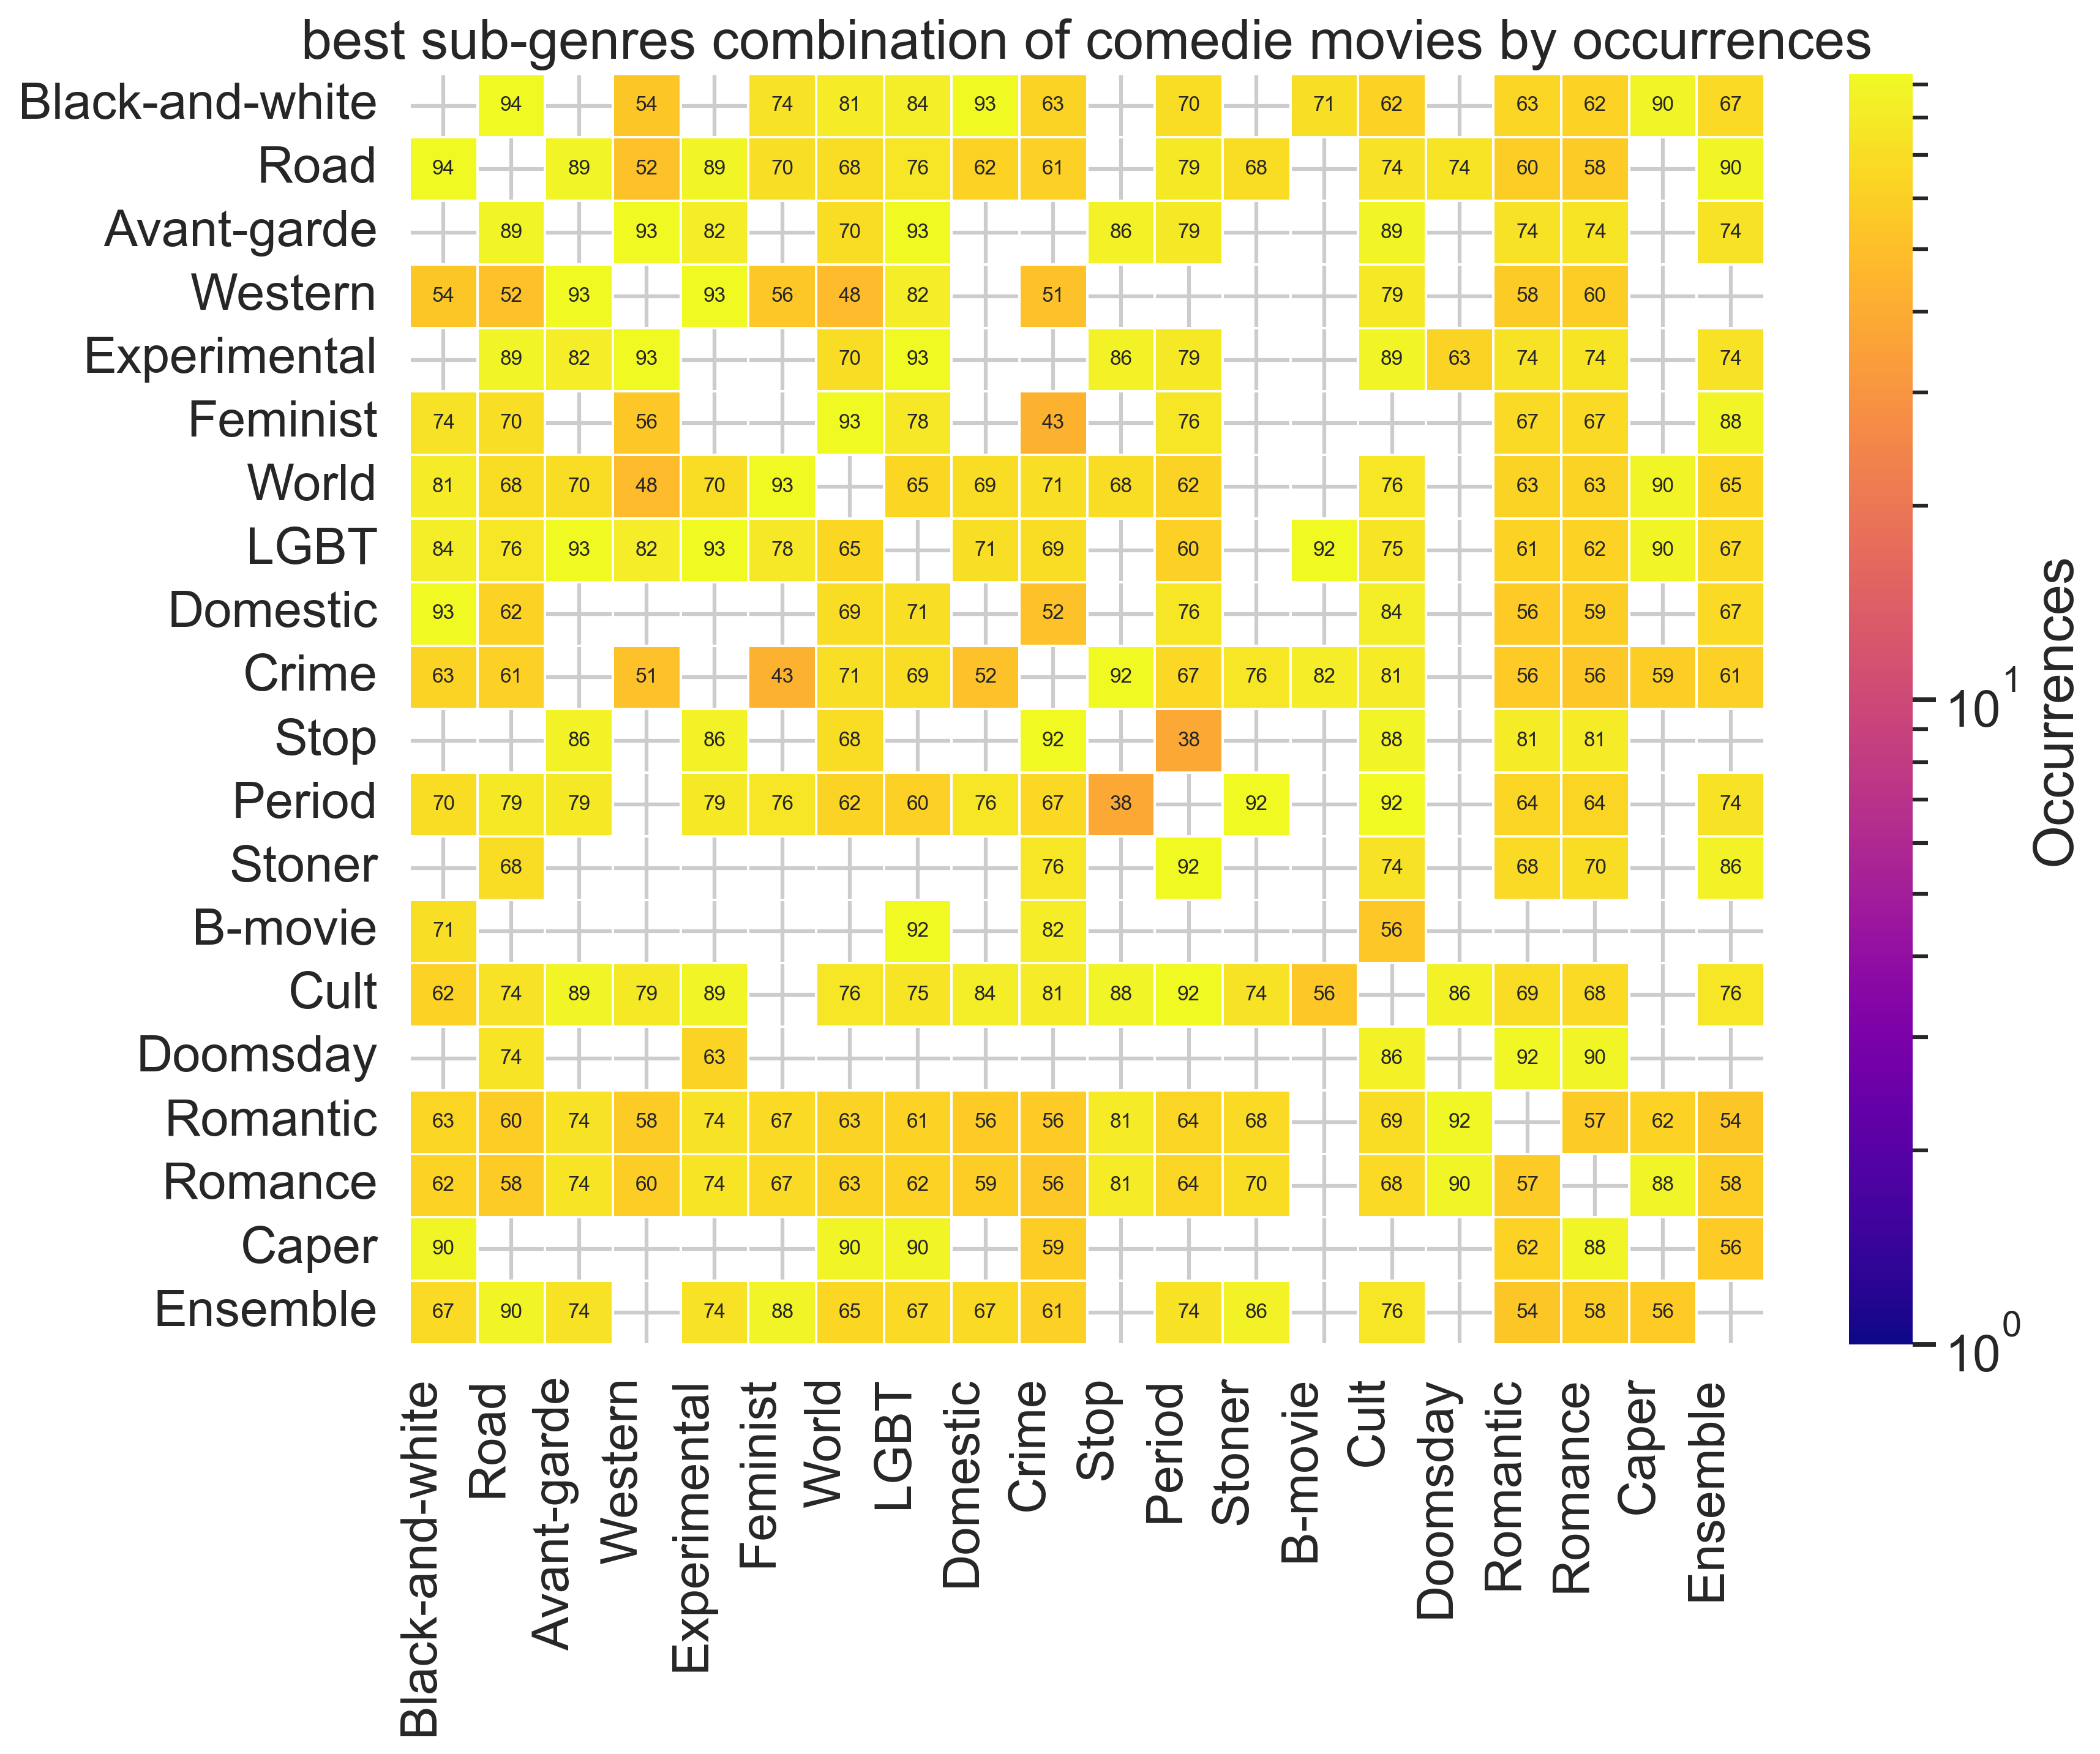 best sub-genres combination of comedie movies by occurrences
Black-and-white 94 54 74 81 84 93 63 70 71 62 63 62 90 67
Road 94 89 52 89 70 68 76 62 61 79 68 74 74 60 58 90
Avant-garde 89 93 82 70 93 86 79 89 74 74 74
Western 54 52 93 93 56 48 82 51 79 58 60
Experimental 89 82 93 70 93 86 79 89 63 74 74 74
Feminist 74 70 56 93 78 43 76 67 67 88
World 81 68 70 48 70 93 65 69 71 68 62 76 63 63 90 65
LGBT 84 76 93 82 93 78 65 71 69 60 92 75 61 62 90 67
Domestic 93 62 69 71 52 76 84 56 59 67
Crime 63 61 51 43 71 69 52 92 67 76 82 81 56 56 59 61
Stop 86 86 68 92 38 88 81 81
Period 70 79 79 79 76 62 60 76 67 38 92 92 64 64 74
Stoner 68 76 92 74 68 70 86
B-movie 71 92 82 56
Cult 62 74 89 79 89 76 75 84 81 88 92 74 56 86 69 68 76
Doomsday 74 63 86 92 90
Romantic 63 60 74 58 74 67 63 61 56 56 81 64 68 69 92 57 62 54
Romance 62 58 74 60 74 67 63 62 59 56 81 64 70 68 90 57 88 58
Caper 90 90 90 59 62 88 56
Ensemble 67 90 74 74 88 65 67 67 61 74 86 76 54 58 56
Black-and-white
Road
Avant-garde
Western
Experimental
Feminist
World
LGBT
Domestic
Crime
Stop
Period
Stoner
B-movie
Cult
Doomsday
Romantic
Romance
Caper
Ensemble
10^1
10^0
Occurrences